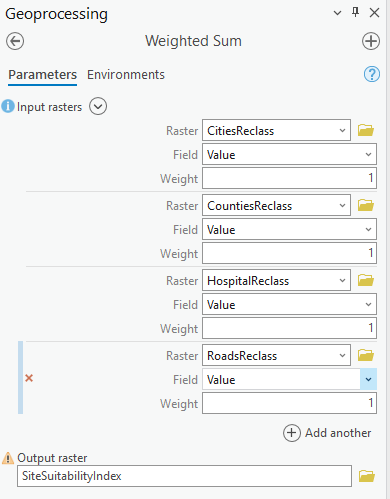 Geoprocessing
Weighted Sum
Parameters Environments
Input rasters
Raster CitiesReclass
Field Value
Weight 1
Raster CountiesReclass
Field Value
Weight 1
Raster HospitalReclass
Field Value
Weight 1
Raster RoadsReclass
Field Value
Weight 1
Add another
Output raster
SiteSuitabilityIndex